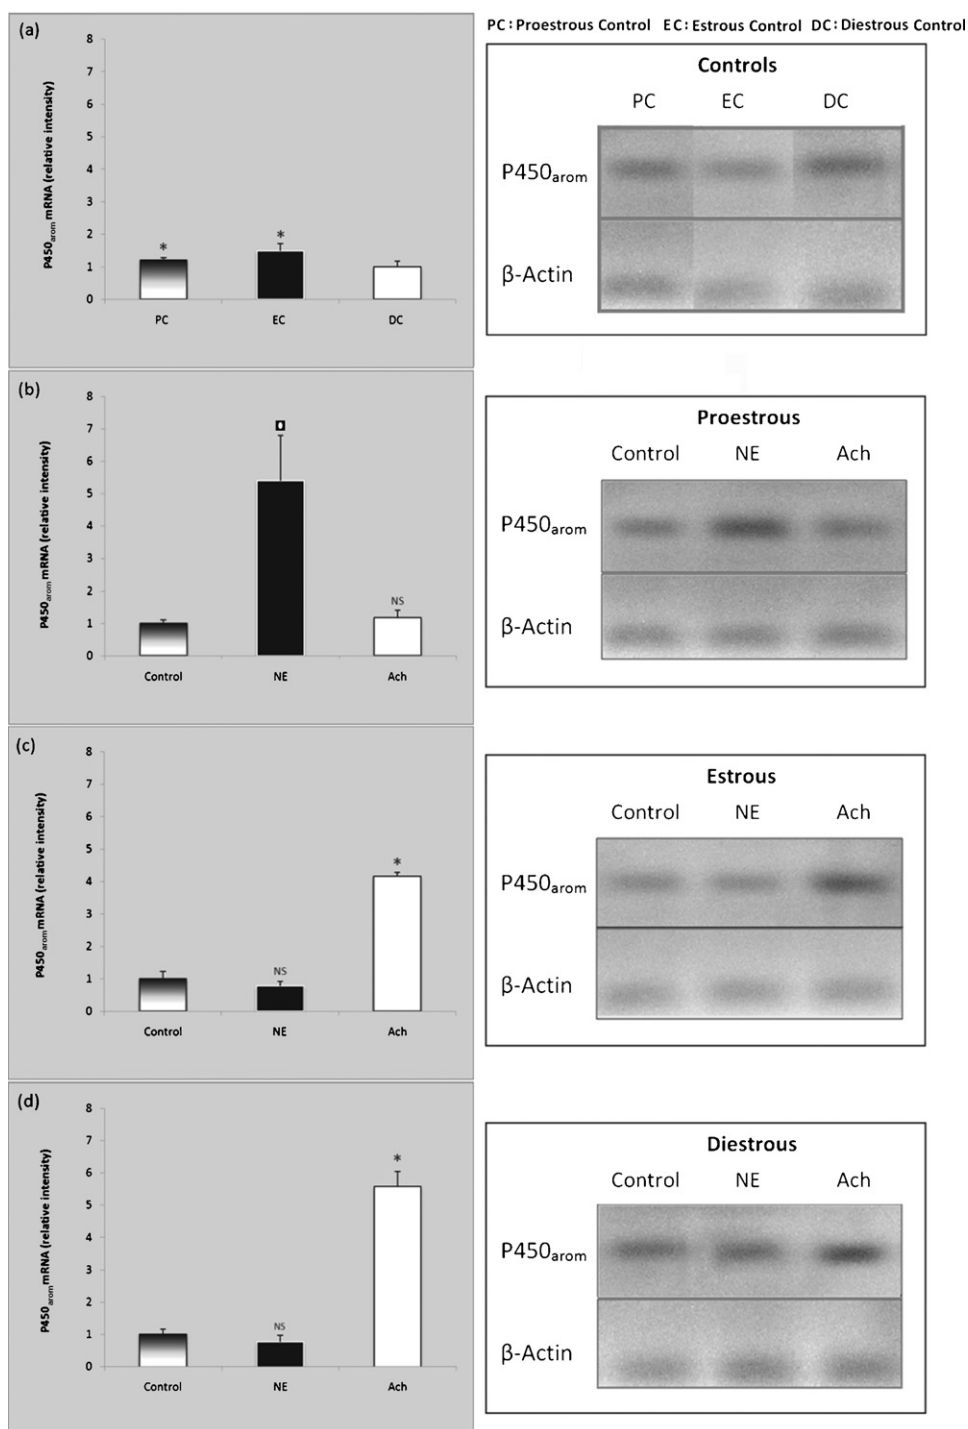 PC : Proestrous Control EC : Estrous Control DC : Diestrous Control
(a)
P450arom mRNA (relative intensity)
8
7
6
5
4
3
2
1
0
*
*
PC EC DC
Controls
PC EC DC
P450arom
β-Actin
(b)
P450arom mRNA (relative intensity)
8
7
6
5
4
3
2
1
0
NS
Control NE Ach
Proestrous
Control NE Ach
P450arom
β-Actin
(c)
P450arom mRNA (relative intensity)
8
7
6
5
4
3
2
1
0
NS
*
Control NE Ach
Estrous
Control NE Ach
P450arom
β-Actin
(d)
P450arom mRNA (relative intensity)
8
7
6
5
4
3
2
1
0
NS
*
Control NE Ach
Diestrous
Control NE Ach
P450arom
β-Actin